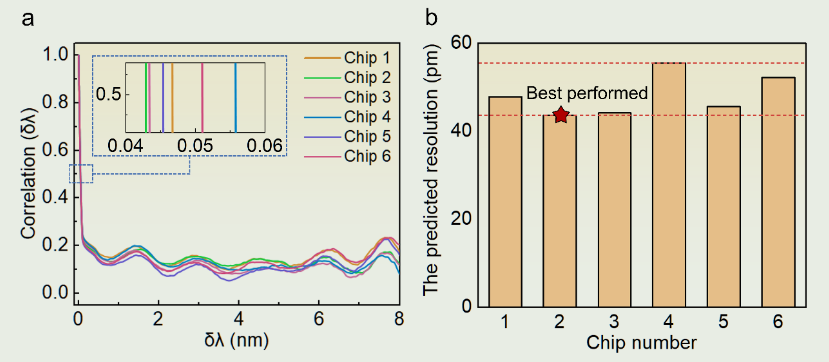 a
Correlation (δλ)
1.0
0.8
0.6
0.4
0.2
0.0
0
2
4
6
8
δλ (nm)
0.5
0.04
0.05
0.06
Chip 1
Chip 2
Chip 3
Chip 4
Chip 5
Chip 6
b
The predicted resolution (pm)
60
40
20
0
Best performed
1
2
3
4
5
6
Chip number